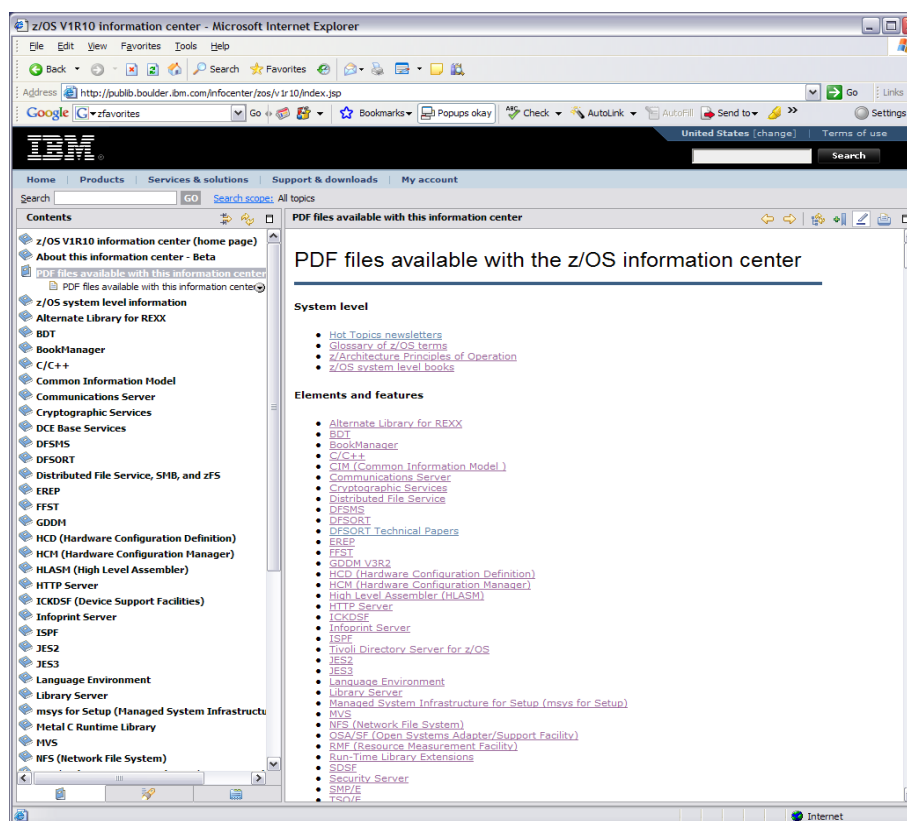 z/OS V1R10 information center - Microsoft Internet Explorer
File Edit View Favorites Tools Help
Back Search Favorites
Address http://publib.boulder.ibm.com/infocenter/zos/v1r10/index.jsp Go Links
Google G zfavorites Go Bookmarks Popups okay ABC Check AutoLink AutoFill Send to >> Settings
United States [change] Terms of use
IBM Search
Home Products Services & solutions Support & downloads My account
Search GO Search scope: All topics
Contents
z/OS V1R10 information center (home page)
About this information center - Beta
PDF files available with this information center
PDF files available with this information center
z/OS system level information
Alternate Library for REXX
BDT
BookManager
C/C++
Common Information Model
Communications Server
Cryptographic Services
DCE Base Services
DFSMS
DFSORT
Distributed File Service, SMB, and zFS
EREP
FFST
GDDM
HCD (Hardware Configuration Definition)
HCM (Hardware Configuration Manager)
HLASM (High Level Assembler)
HTTP Server
ICKDSF (Device Support Facilities)
Infoprint Server
ISPF
JES2
JES3
Language Environment
Library Server
msys for Setup (Managed System Infrastructu
Metal C Runtime Library
MVS
NFS (Network File System)
PDF files available with this information center
PDF files available with the z/OS information center
System level
Hot Topics newsletters
Glossary of z/OS terms
z/Architecture Principles of Operation
z/OS system level books
Elements and features
Alternate Library for REXX
BDT
BookManager
C/C++
CIM (Common Information Model )
Communications Server
Cryptographic Services
Distributed File Service
DFSMS
DFSORT
DFSORT Technical Papers
EREP
FFST
GDDM V3R2
HCD (Hardware Configuration Definition)
HCM (Hardware Configuration Manager)
High Level Assembler (HLASM)
HTTP Server
ICKDSF
Infoprint Server
ISPF
Tivoli Directory Server for z/OS
JES2
JES3
Language Environment
Library Server
Managed System Infrastructure for Setup (msys for Setup)
MVS
NFS (Network File System)
OSA/SF (Open Systems Adapter/Support Facility)
RMF (Resource Measurement Facility)
Run-Time Library Extensions
SDSF
Security Server
SMP/E
TSO/E
Internet